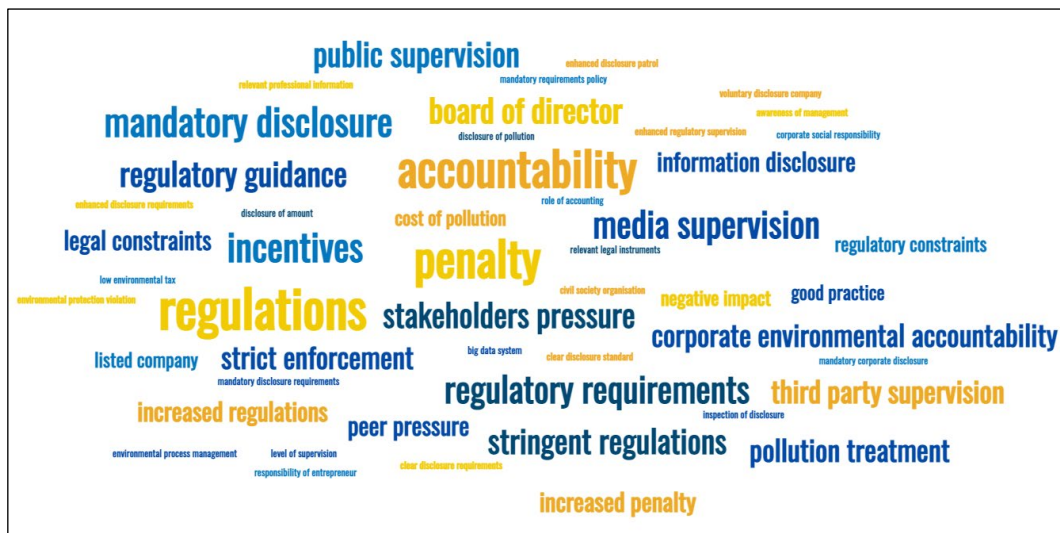 public supervision
enhanced disclosure patrol
relevant professional information
mandatory requirements policy
voluntary disclosure company
mandatory disclosure
board of director
awareness of management
disclosure of pollution
enhanced regulatory supervision
corporate social responsibility
regulatory guidance
accountability
information disclosure
enhanced disclosure requirements
disclosure of amount
role of accounting
cost of pollution
media supervision
legal constraints
incentives
relevant legal instruments
regulatory constraints
low environmental tax
penalty
environmental protection violation
civil society organisation
negative impact
good practice
regulations
stakeholders pressure
corporate environmental accountability
listed company
strict enforcement
big data system
clear disclosure standard
mandatory corporate disclosure
mandatory disclosure requirements
regulatory requirements
third party supervision
increased regulations
inspection of disclosure
peer pressure
stringent regulations
pollution treatment
environmental process management
level of supervision
clear disclosure requirements
responsibility of entrepreneur
increased penalty